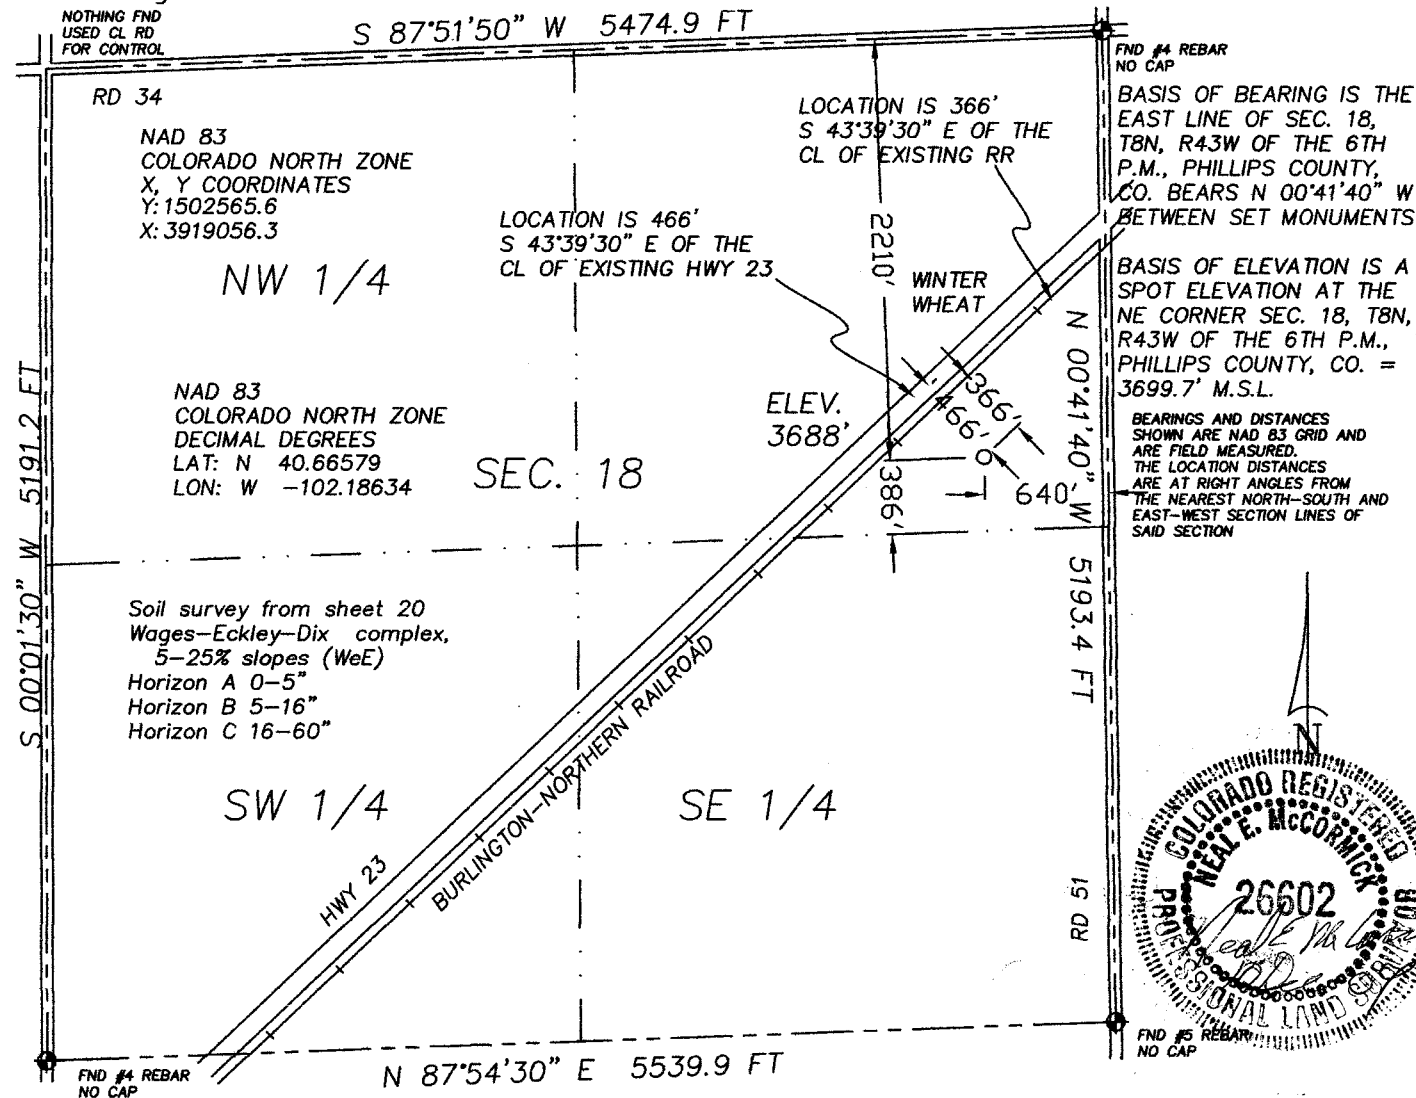 NOTHING FND
USED CL RD
FOR CONTROL
S 87°51'50" W 5474.9 FT
FND #4 REBAR
NO CAP
RD 34
NAD 83
COLORADO NORTH ZONE
X, Y COORDINATES
Y: 1502565.6
X: 3919056.3
NW 1/4
LOCATION IS 366'
S 43°39'30" E OF THE
CL OF EXISTING RR
LOCATION IS 466'
S 43°39'30" E OF THE
CL OF EXISTING HWY 23
2210'
WINTER
WHEAT
BASIS OF BEARING IS THE
EAST LINE OF SEC. 18,
T8N, R43W OF THE 6TH
P.M., PHILLIPS COUNTY,
CO. BEARS N 00°41'40" W
BETWEEN SET MONUMENTS
BASIS OF ELEVATION IS A
SPOT ELEVATION AT THE
NE CORNER SEC. 18, T8N,
R43W OF THE 6TH P.M.,
PHILLIPS COUNTY, CO. =
3699.7' M.S.L.
NAD 83
COLORADO NORTH ZONE
DECIMAL DEGREES
LAT: N 40.66579
LON: W -102.18634
SEC. 18
ELEV.
3688'
366'
466'
386'
640'
N 00°41'40" W 5193.4 FT
BEARINGS AND DISTANCES
SHOWN ARE NAD 83 GRID AND
ARE FIELD MEASURED.
THE LOCATION DISTANCES
ARE AT RIGHT ANGLES FROM
THE NEAREST NORTH-SOUTH AND
EAST-WEST SECTION LINES OF
SAID SECTION
S 00°01'30" W 5191.2 FT
Soil survey from sheet 20
Wages-Eckley-Dix complex,
5-25% slopes (WeE)
Horizon A 0-5"
Horizon B 5-16"
Horizon C 16-60"
SW 1/4
SE 1/4
HWY 23
BURLINGTON-NORTHERN RAILROAD
RD 51
N
COLORADO REGISTERED
NEAL E. McCORMICK
26602
PROFESSIONAL LAND SURVEYOR
FND #4 REBAR
NO CAP
N 87°54'30" E 5539.9 FT
FND #5 REBAR
NO CAP